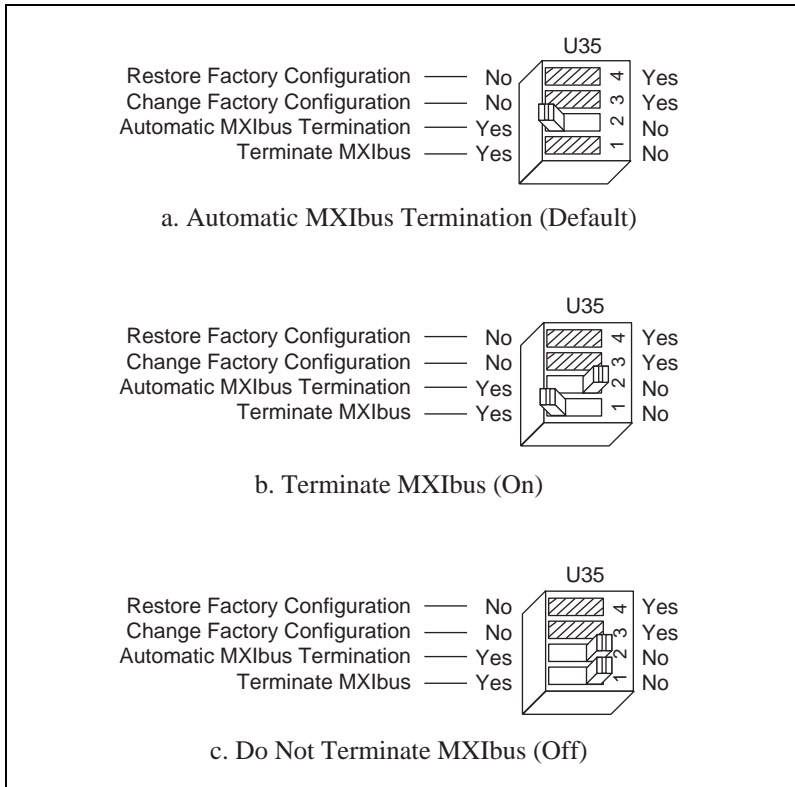 U35
Restore Factory Configuration No 4 Yes
Change Factory Configuration No 3 Yes
Automatic MXIbus Termination Yes 2 No
Terminate MXIbus Yes 1 No
a. Automatic MXIbus Termination (Default)
U35
Restore Factory Configuration No 4 Yes
Change Factory Configuration No 3 Yes
Automatic MXIbus Termination Yes 2 No
Terminate MXIbus Yes 1 No
b. Terminate MXIbus (On)
U35
Restore Factory Configuration No 4 Yes
Change Factory Configuration No 3 Yes
Automatic MXIbus Termination Yes 2 No
Terminate MXIbus Yes 1 No
c. Do Not Terminate MXIbus (Off)